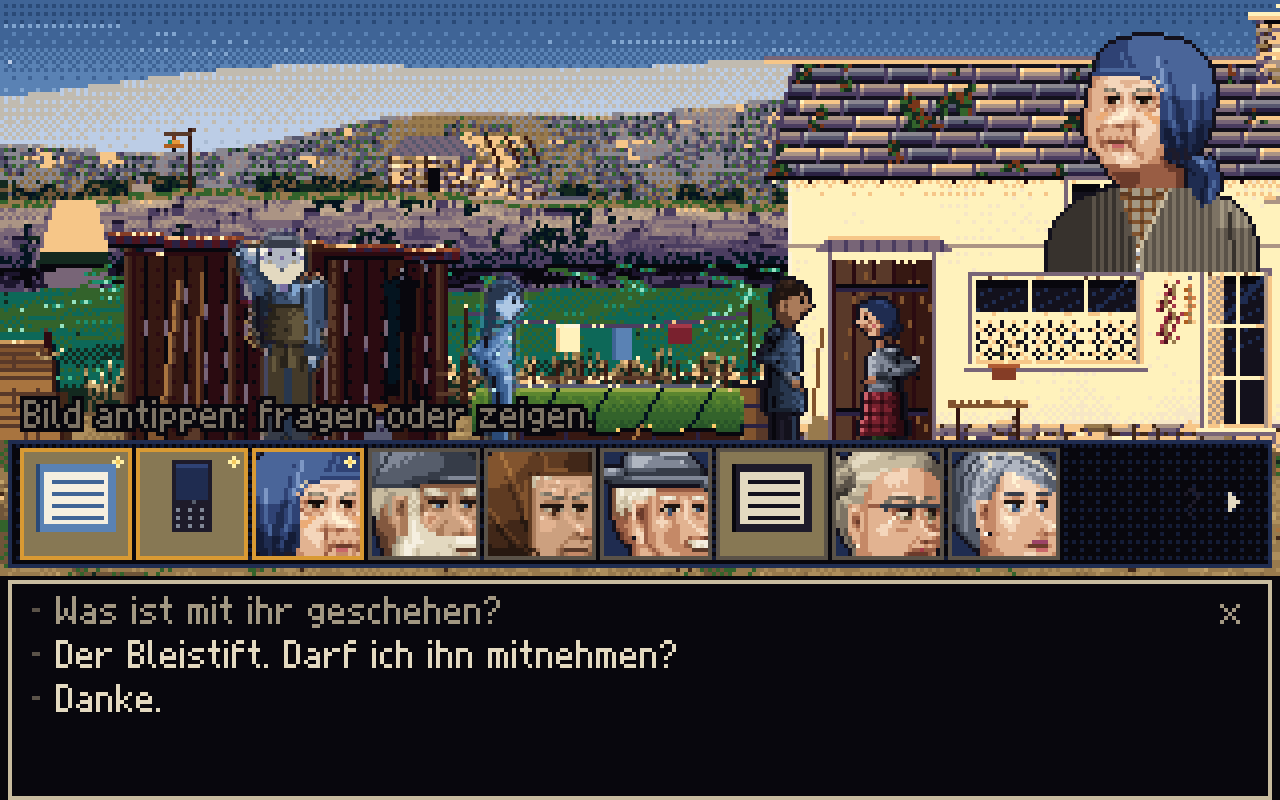 Bild antippen: fragen oder zeigen.
- Was ist mit ihr geschehen?
- Der Bleistift. Darf ich ihn mitnehmen?
- Danke.